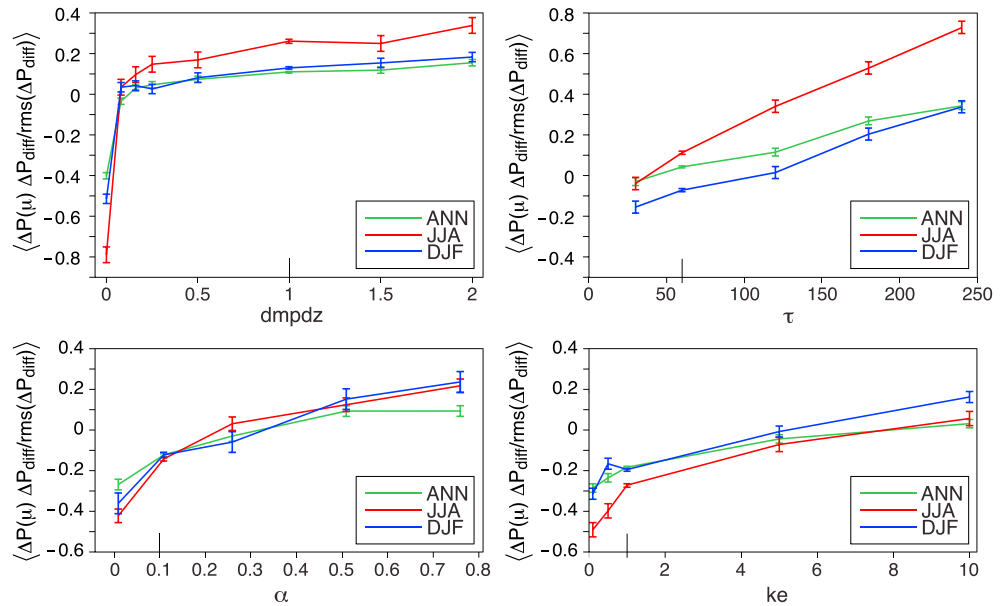 ⟨ΔP(μ) ΔP_diff/rms(ΔP_diff)⟩
0.4
0.2
0
−0.2
−0.4
−0.6
−0.8
ANN
JJA
DJF
0 0.5 1 1.5 2
dmpdz
⟨ΔP(μ) ΔP_diff/rms(ΔP_diff)⟩
0.8
0.6
0.4
0.2
0
−0.2
−0.4
ANN
JJA
DJF
0 50 100 150 200 250
τ
⟨ΔP(μ) ΔP_diff/rms(ΔP_diff)⟩
0.4
0.2
0
−0.2
−0.4
−0.6
ANN
JJA
DJF
0 0.1 0.2 0.3 0.4 0.5 0.6 0.7 0.8
α
⟨ΔP(μ) ΔP_diff/rms(ΔP_diff)⟩
0.4
0.2
0
−0.2
−0.4
−0.6
ANN
JJA
DJF
0 2 4 6 8 10
ke